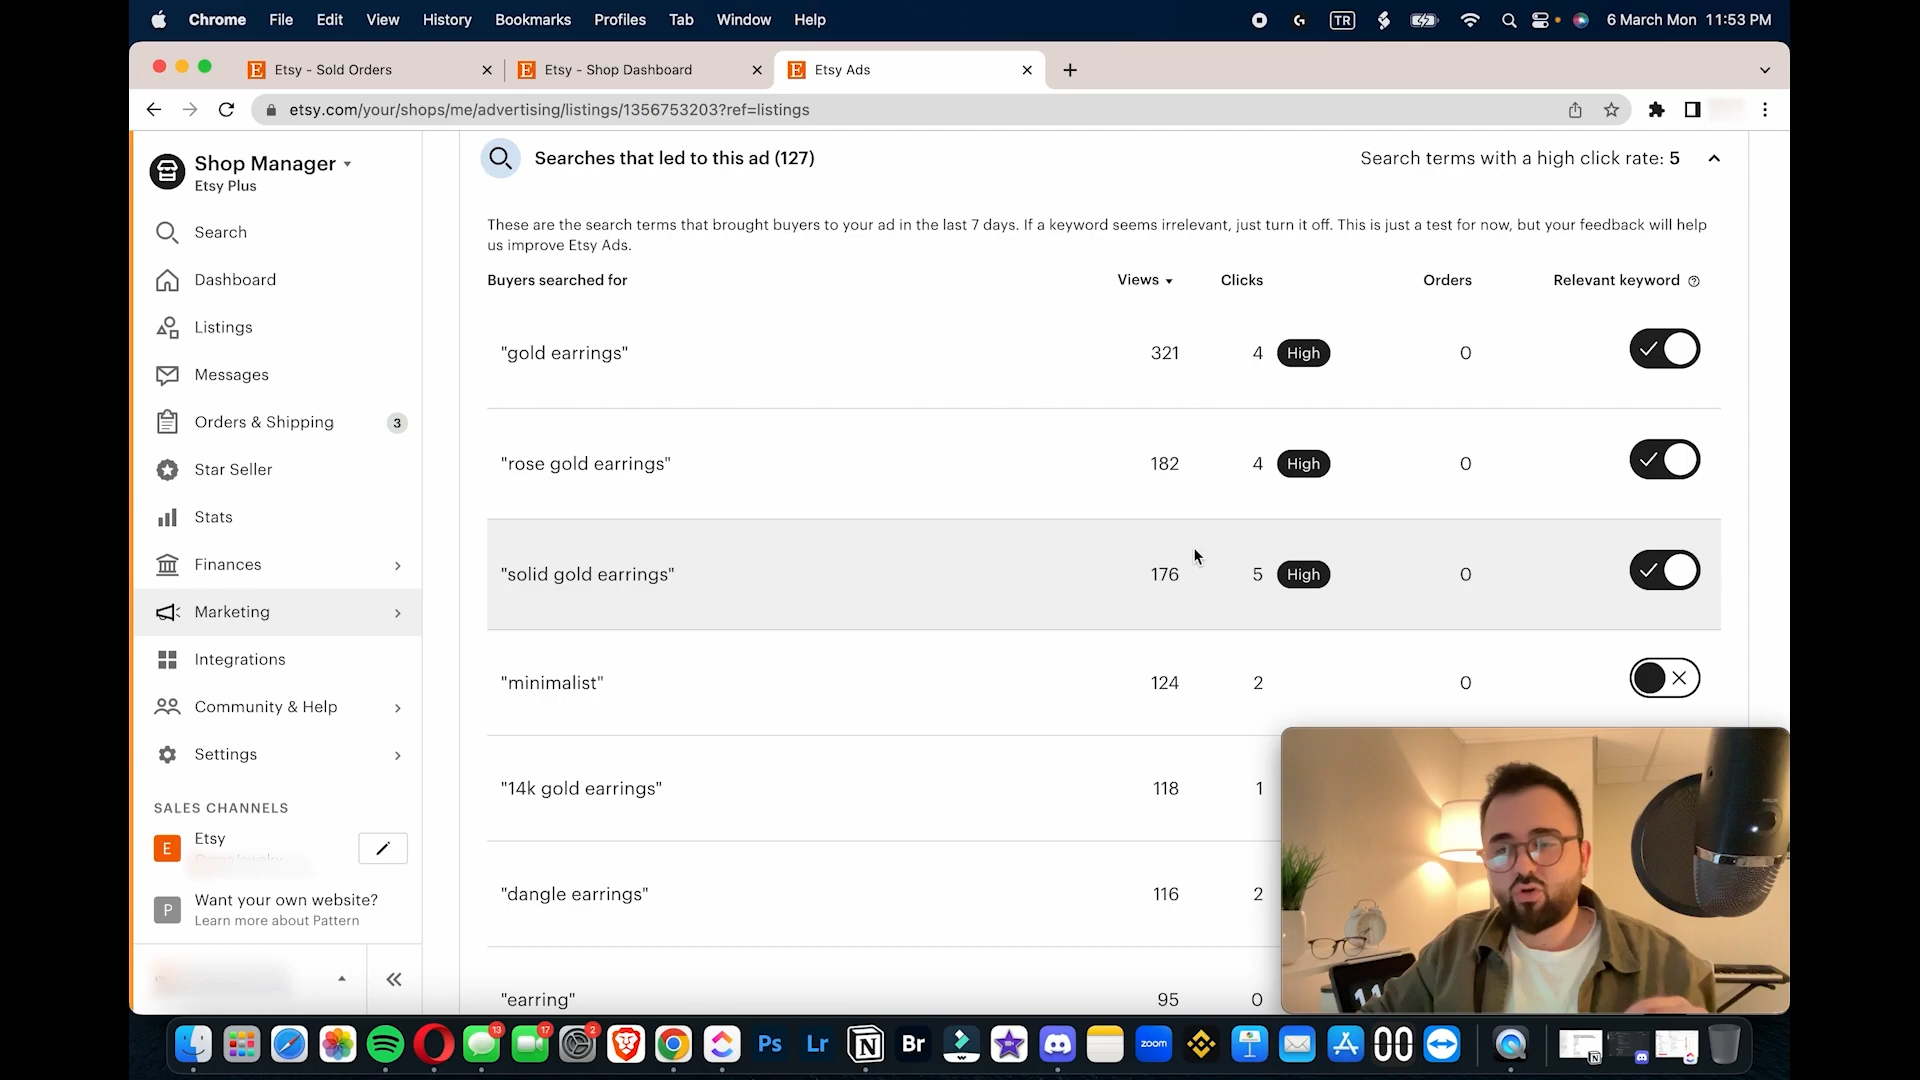 Chrome File Edit View History Bookmarks Profiles Tab Window Help
TR
6 March Mon 11:53 PM
Etsy - Sold Orders
Etsy - Shop Dashboard
Etsy Ads
etsy.com/your/shops/me/advertising/listings/1356753203?ref=listings
Shop Manager
Etsy Plus
Search
Dashboard
Listings
Messages
Orders & Shipping 3
Star Seller
Stats
Finances
Marketing
Integrations
Community & Help
Settings
SALES CHANNELS
E
Etsy
P
Want your own website?
Learn more about Pattern
Searches that led to this ad (127)
Search terms with a high click rate: 5
These are the search terms that brought buyers to your ad in the last 7 days. If a keyword seems irrelevant, just turn it off. This is just a test for now, but your feedback will help
us improve Etsy Ads.
Buyers searched for Views Clicks Orders Relevant keyword
"gold earrings" 321 4 High 0
"rose gold earrings" 182 4 High 0
"solid gold earrings" 176 5 High 0
"minimalist" 124 2 0
"14k gold earrings" 118 1
"dangle earrings" 116 2
"earring" 95 0
13 17 2
Ps Lr Br zoom